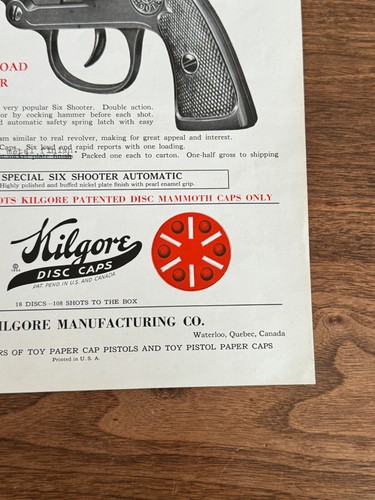 OAD
R
very popular Six Shooter. Double action.
or by cocking hammer before each shot.
d automatic safety spring latch with easy
am similar to real revolver, making for great appeal and interest.
Caps. Six loud and rapid reports with one loading.
metal finish. Packed one each to carton. One-half gross to shipping
SPECIAL SIX SHOOTER AUTOMATIC
Highly polished and buffed nickel plate finish with pearl enamel grip.
OTS KILGORE PATENTED DISC MAMMOTH CAPS ONLY
Kilgore
DISC CAPS
PAT. PEND. IN U.S. AND CANADA
18 DISCS—108 SHOTS TO THE BOX
ILGORE MANUFACTURING CO.
Waterloo, Quebec, Canada
RS OF TOY PAPER CAP PISTOLS AND TOY PISTOL PAPER CAPS
Printed in U. S. A.